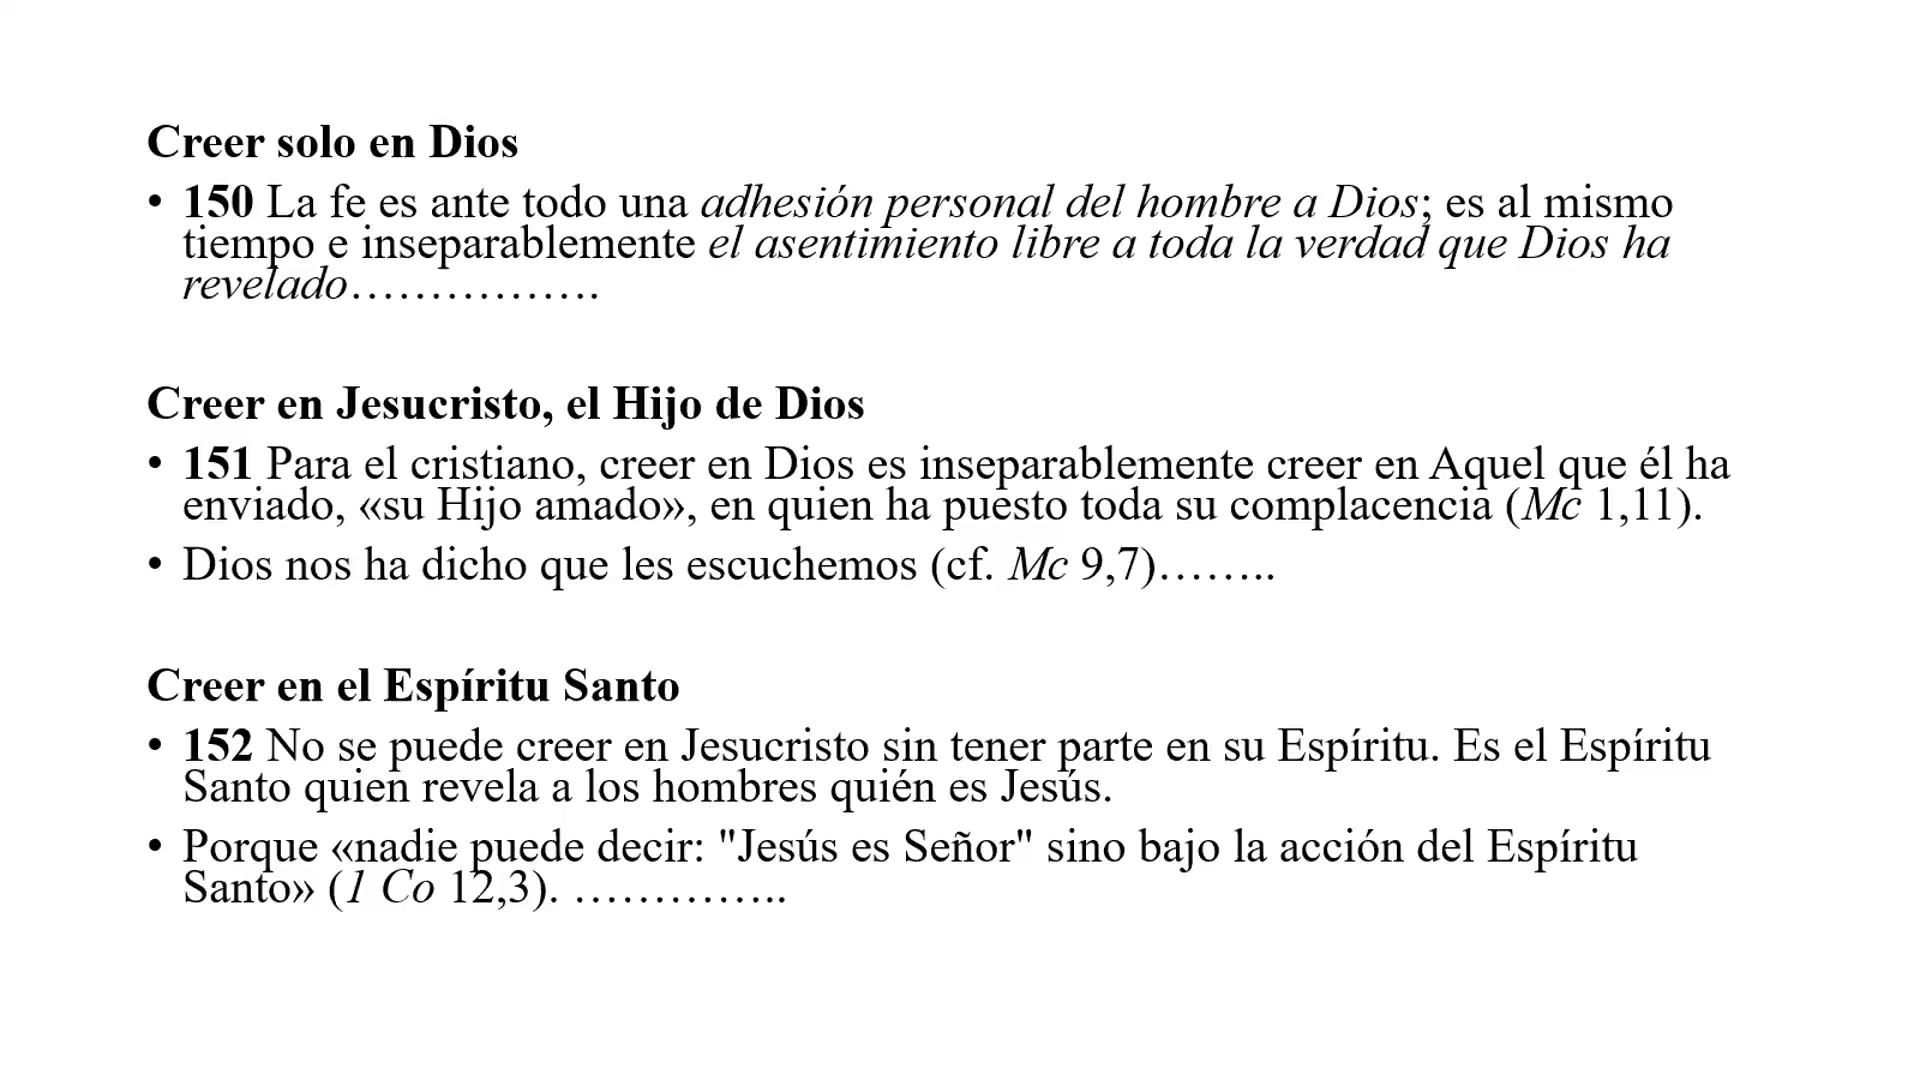 Creer solo en Dios
• 150 La fe es ante todo una adhesión personal del hombre a Dios; es al mismo
tiempo e inseparablemente el asentimiento libre a toda la verdad que Dios ha
revelado…………….
Creer en Jesucristo, el Hijo de Dios
• 151 Para el cristiano, creer en Dios es inseparablemente creer en Aquel que él ha
enviado, «su Hijo amado», en quien ha puesto toda su complacencia (Mc 1,11).
• Dios nos ha dicho que les escuchemos (cf. Mc 9,7)……..
Creer en el Espíritu Santo
• 152 No se puede creer en Jesucristo sin tener parte en su Espíritu. Es el Espíritu
Santo quien revela a los hombres quién es Jesús.
• Porque «nadie puede decir: "Jesús es Señor" sino bajo la acción del Espíritu
Santo» (1 Co 12,3). …………..